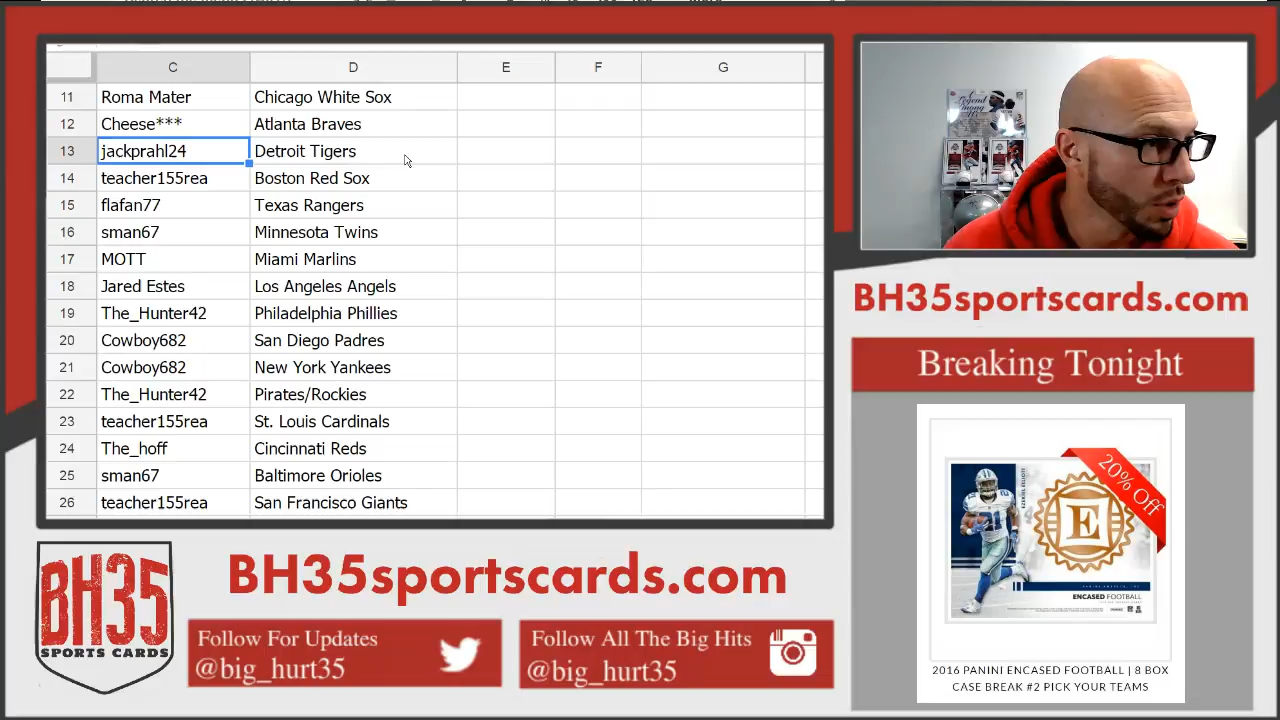 C D E F G
11 Roma Mater Chicago White Sox
12 Cheese*** Atlanta Braves
13 jackprahl24 Detroit Tigers
14 teacher155rea Boston Red Sox
15 flafan77 Texas Rangers
16 sman67 Minnesota Twins
17 MOTT Miami Marlins
18 Jared Estes Los Angeles Angels
19 The_Hunter42 Philadelphia Phillies
20 Cowboy682 San Diego Padres
21 Cowboy682 New York Yankees
22 The_Hunter42 Pirates/Rockies
23 teacher155rea St. Louis Cardinals
24 The_hoff Cincinnati Reds
25 sman67 Baltimore Orioles
26 teacher155rea San Francisco Giants
BH35sportscards.com
Breaking Tonight
20% Off
E
ENCASED FOOTBALL
2016 PANINI ENCASED FOOTBALL | 8 BOX
CASE BREAK #2 PICK YOUR TEAMS
BH35
SPORTS CARDS
BH35sportscards.com
Follow For Updates
@big_hurt35
Follow All The Big Hits
@big_hurt35